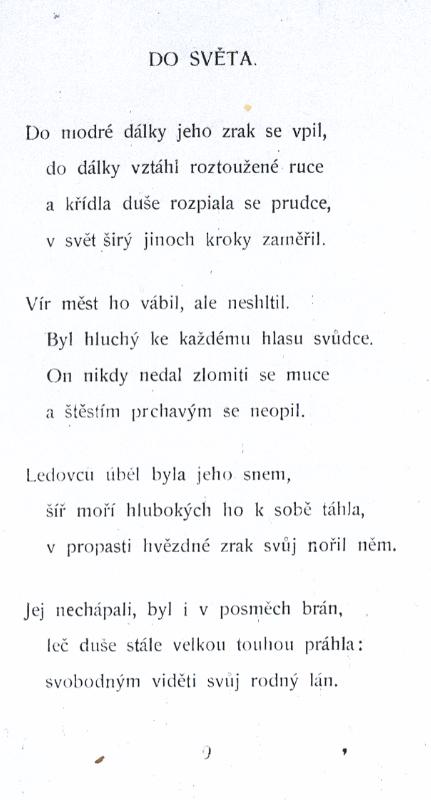 DO SVĚTA.
Do modré dálky jeho zrak se vpil,
do dálky vztáhl roztoužené ruce
a křídla duše rozpiala se prudce,
v svět širý jinoch kroky zaměřil.
Vír měst ho vábil, ale neshltil.
Byl hluchý ke každému hlasu svůdce.
On nikdy nedal zlomiti se muce
a štěstím prchavým se neopil.
Ledovců úběl byla jeho snem,
šíř moří hlubokých ho k sobě táhla,
v propasti hvězdné zrak svůj nořil něm.
Jej nechápali, byl i v posměch brán,
leč duše stále velkou touhou práhla:
svobodným viděti svůj rodný lán.
9